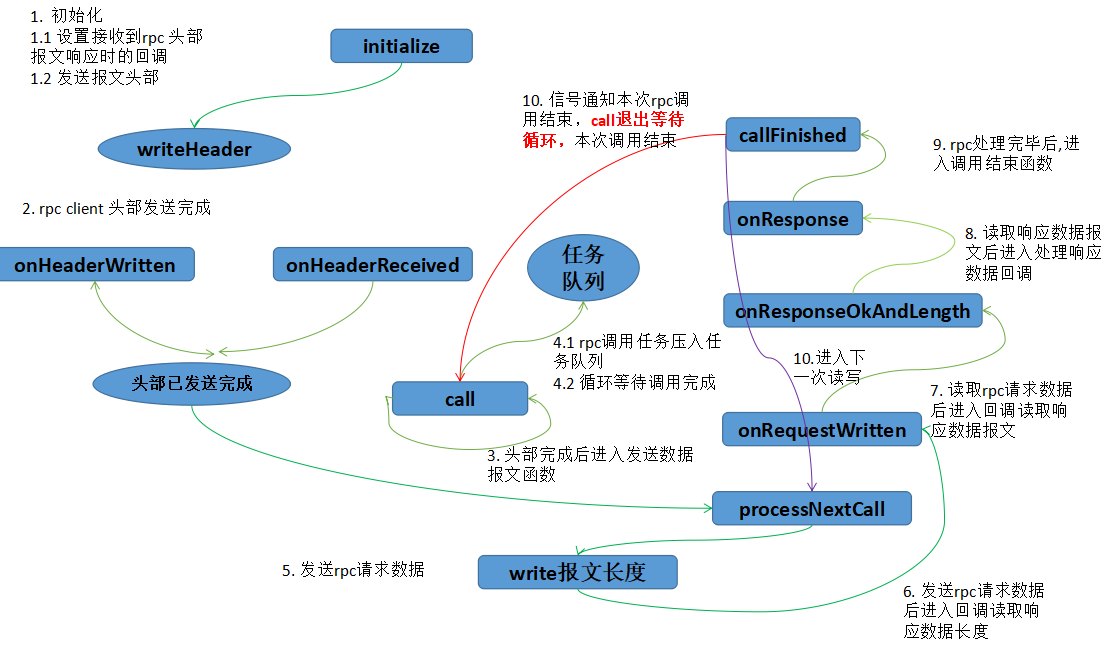 1. 初始化
1.1 设置接收到rpc 头部
报文响应时的回调
1.2 发送报文头部
initialize
writeHeader
2. rpc client 头部发送完成
onHeaderWritten
onHeaderReceived
头部已发送完成
任务
队列
4.1 rpc调用任务压入任
务队列
4.2 循环等待调用完成
call
3. 头部完成后进入发送数据
报文函数
10. 信号通知本次rpc调
用结束，call退出等待
循环，本次调用结束
callFinished
9. rpc处理完毕后,进
入调用结束函数
onResponse
8. 读取响应数据报
文后进入处理响应
数据回调
onResponseOkAndLength
10.进入下
一次读写
7. 读取rpc请求数据
后进入回调读取响
应数据报文
onRequestWritten
processNextCall
5. 发送rpc请求数据
write报文长度
6. 发送rpc请求数据
后进入回调读取响
应数据长度